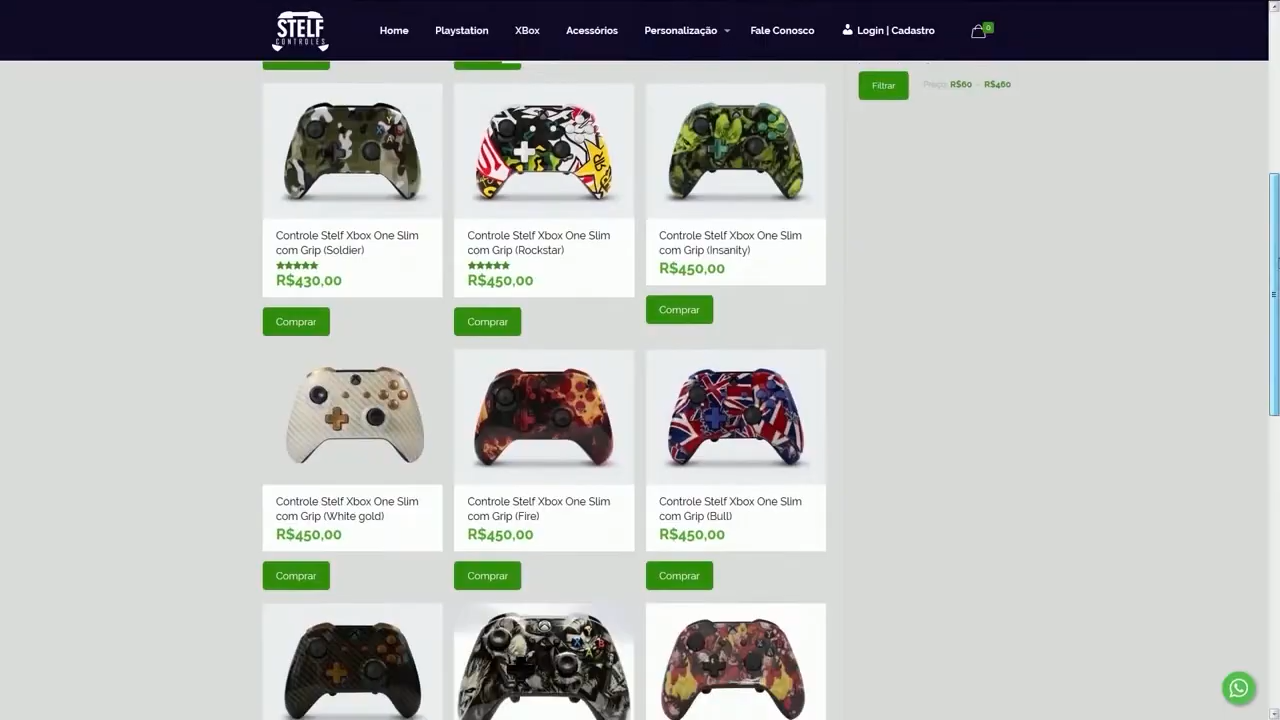 STELF
CONTROLES
Home
Playstation
XBox
Acessórios
Personalização
Fale Conosco
Login | Cadastro
0
Filtrar
Preço: R$60 - R$460
Controle Stelf Xbox One Slim
com Grip (Soldier)
R$430,00
Comprar
Controle Stelf Xbox One Slim
com Grip (Rockstar)
R$450,00
Comprar
Controle Stelf Xbox One Slim
com Grip (Insanity)
R$450,00
Comprar
Controle Stelf Xbox One Slim
com Grip (White gold)
R$450,00
Comprar
Controle Stelf Xbox One Slim
com Grip (Fire)
R$450,00
Comprar
Controle Stelf Xbox One Slim
com Grip (Bull)
R$450,00
Comprar